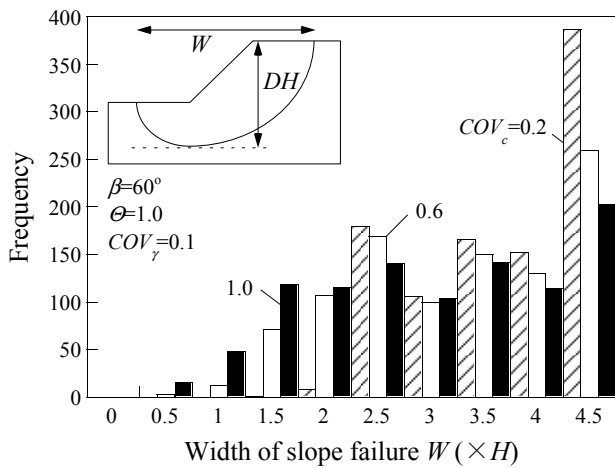 400
350
300
250
200
150
100
50
0
Frequency
W
DH
β=60°
Θ=1.0
COVγ=0.1
COVc=0.2
0.6
1.0
0 0.5 1 1.5 2 2.5 3 3.5 4 4.5
Width of slope failure W (×H)